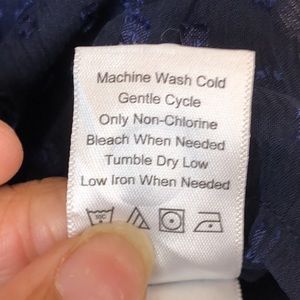 Machine Wash Cold
Gentle Cycle
Only Non-Chlorine
Bleach When Needed
Tumble Dry Low
Low Iron When Needed